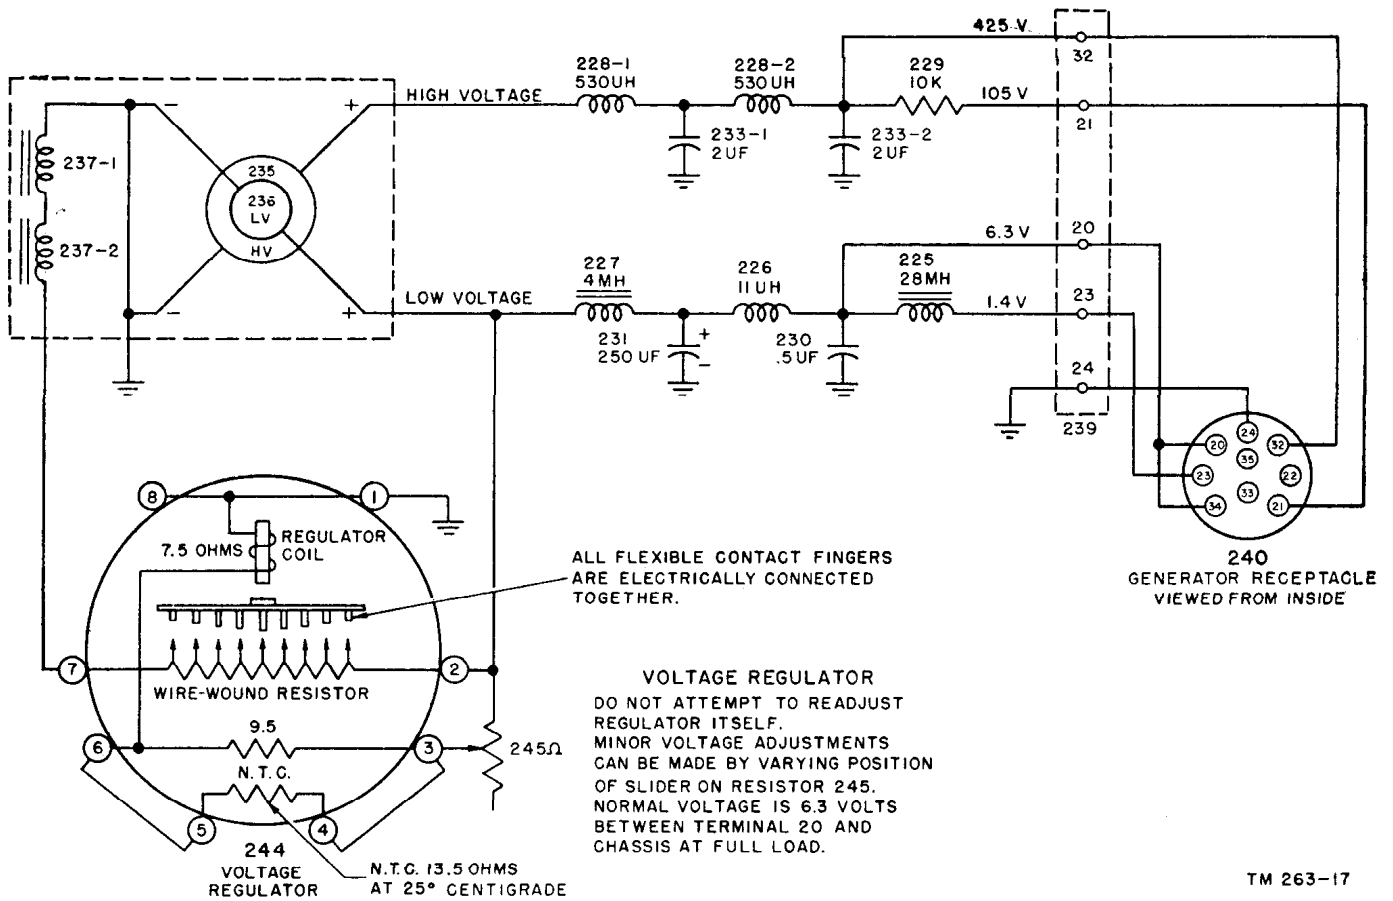 425 V
32
228-1
530UH
228-2
530UH
229
10K
105 V
21
HIGH VOLTAGE
233-1
2UF
233-2
2UF
237-1
237-2
235
236
LV
HV
−
+
−
+
LOW VOLTAGE
6.3 V
20
227
4MH
226
11UH
225
28MH
1.4 V
23
231
250 UF
+
−
230
.5UF
24
239
24
20
32
35
23
22
33
34
21
240
GENERATOR RECEPTACLE
VIEWED FROM INSIDE
8
1
7.5 OHMS
REGULATOR
COIL
ALL FLEXIBLE CONTACT FINGERS
ARE ELECTRICALLY CONNECTED
TOGETHER.
7
2
WIRE-WOUND RESISTOR
6
9.5
3
245Ω
N.T.C.
5
4
244
VOLTAGE
REGULATOR
N.T.C. 13.5 OHMS
AT 25° CENTIGRADE
VOLTAGE REGULATOR
DO NOT ATTEMPT TO READJUST
REGULATOR ITSELF.
MINOR VOLTAGE ADJUSTMENTS
CAN BE MADE BY VARYING POSITION
OF SLIDER ON RESISTOR 245.
NORMAL VOLTAGE IS 6.3 VOLTS
BETWEEN TERMINAL 20 AND
CHASSIS AT FULL LOAD.
TM 263-17